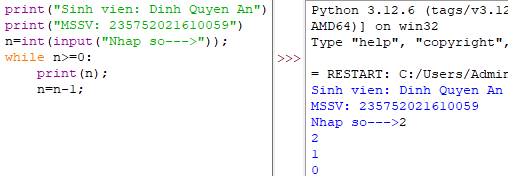 print("Sinh vien: Dinh Quyen An")
print("MSSV: 235752021610059")
n=int(input("Nhap so--->"));
while n>=0:
    print(n);
    n=n-1;
Python 3.12.6 (tags/v3.12
AMD64)] on win32
Type "help", "copyright",
>>>
= RESTART: C:/Users/Admin
Sinh vien: Dinh Quyen An
MSSV: 235752021610059
Nhap so--->2
2
1
0